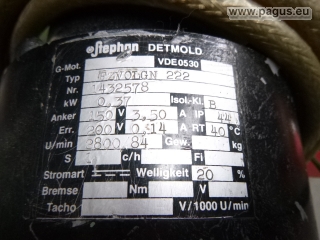 www.pagus.eu
Stephan DETMOLD
G-Mot. VDE0530
Typ VOLGN 222
Nr. 1432578
kW 0,37 Isol-Kl. B
Anker 150 V 3,50 A IP 44
Err. 200 V 0,14 A RT 40 °C
U/min 2800 84 Gew. kg
S c/h FI
Stromart Welligkeit 20 %
Bremse Nm V
Tacho V/1000 U/min